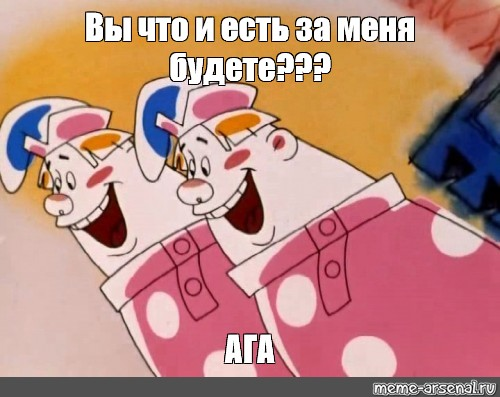 Вы что и есть за меня
будете???
АГА
meme-arsenal.ru